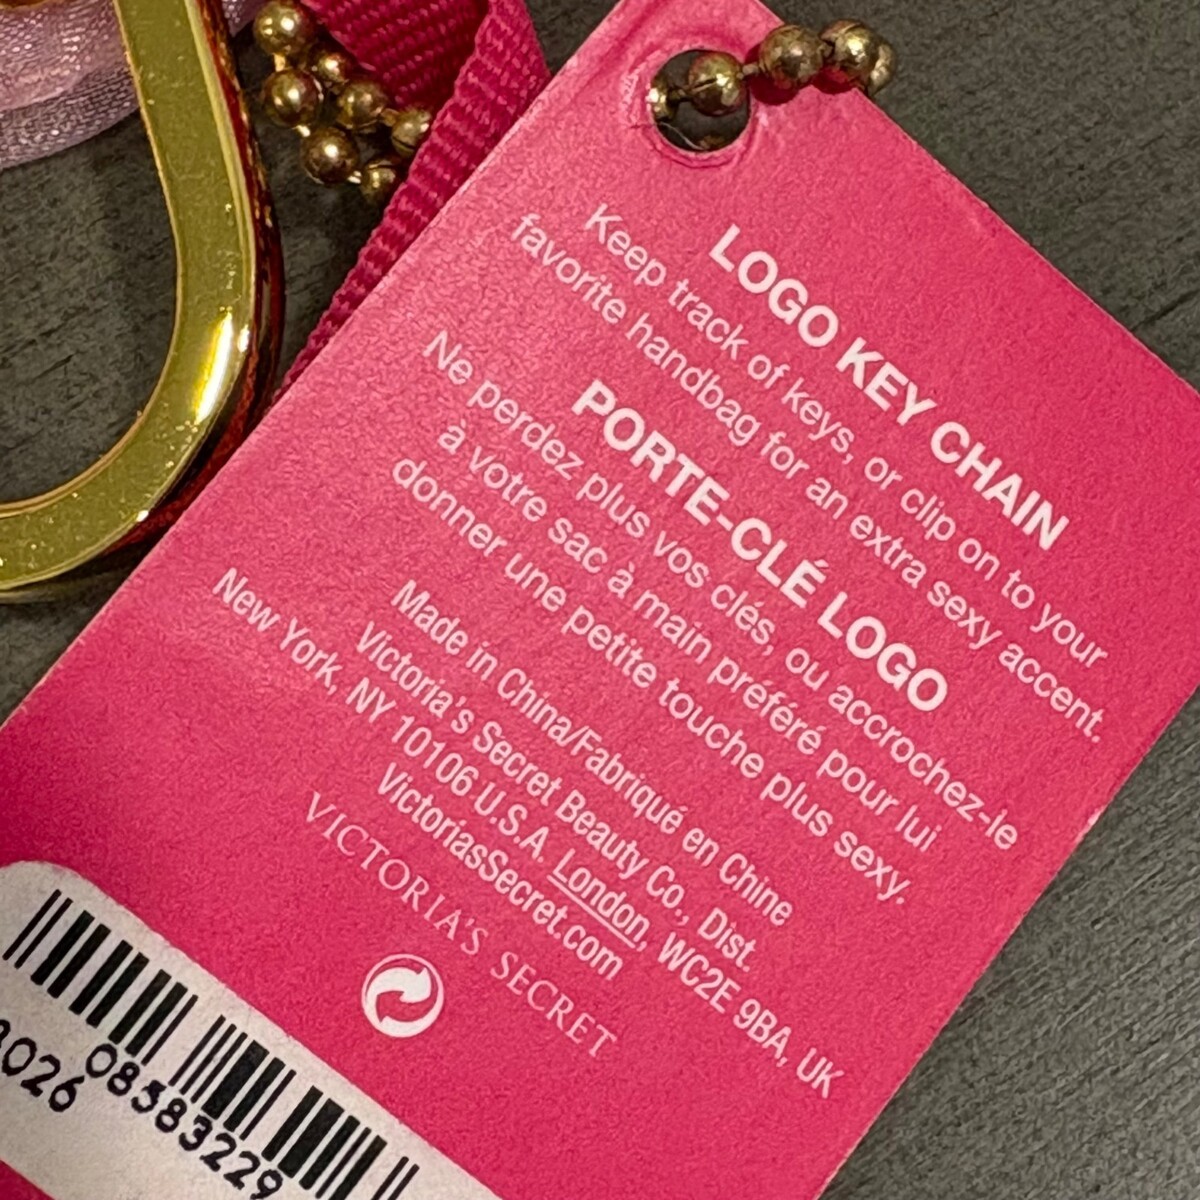 LOGO KEY CHAIN
Keep track of keys, or clip on to your
favorite handbag for an extra sexy accent.
PORTE-CLÉ LOGO
Ne perdez plus vos clés, ou accrochez-le
à votre sac à main préféré pour lui
donner une petite touche plus sexy.
Made in China/Fabriqué en Chine
Victoria's Secret Beauty Co., Dist.
New York, NY 10106 U.S.A. London, WC2E 9BA, UK
VictoriasSecret.com
VICTORIA'S SECRET
08383229